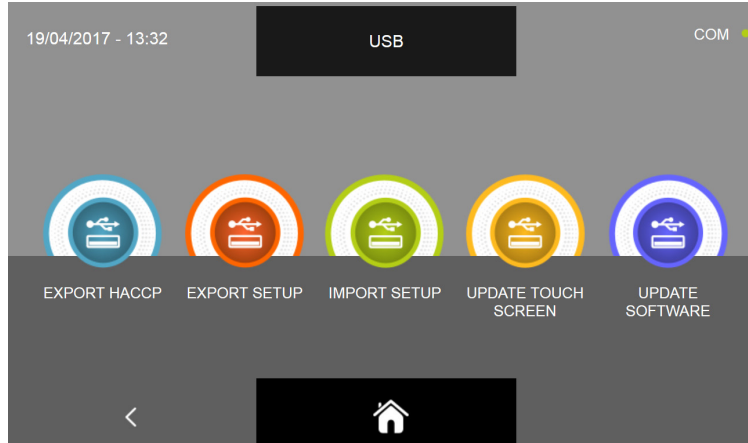 19/04/2017 - 13:32
USB
COM
EXPORT HACCP
EXPORT SETUP
IMPORT SETUP
UPDATE TOUCH
SCREEN
UPDATE
SOFTWARE